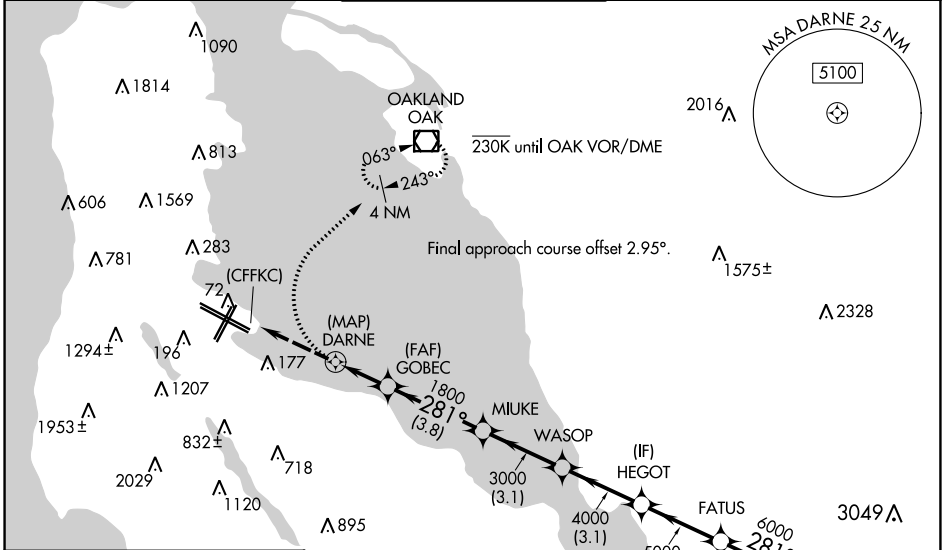 1090
1814
813
606
1569
283
781
(CFFKC)
72
1294±
196
177
1207
1953±
832±
718
2029
1120
895
OAKLAND
OAK
063°
243°
4 NM
230K until OAK VOR/DME
Final approach course offset 2.95°.
MSA DARNE 25 NM
5100
2016
1575±
2328
3049
(MAP)
DARNE
(FAF)
GOBEC
1800
281°
(3.8)
MIUKE
3000
(3.1)
WASOP
4000
(3.1)
(IF)
HEGOT
FATUS
6000
281°
5000